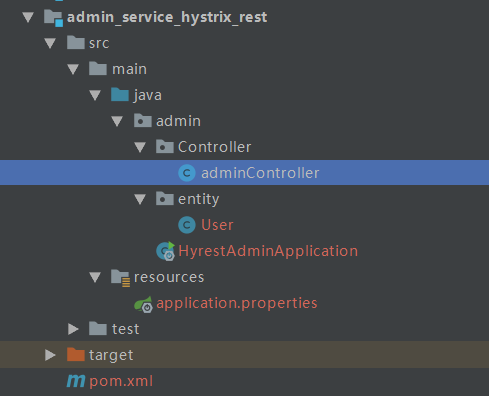 admin_service_hystrix_rest
src
main
java
admin
Controller
adminController
entity
User
HyrestAdminApplication
resources
application.properties
test
target
pom.xml